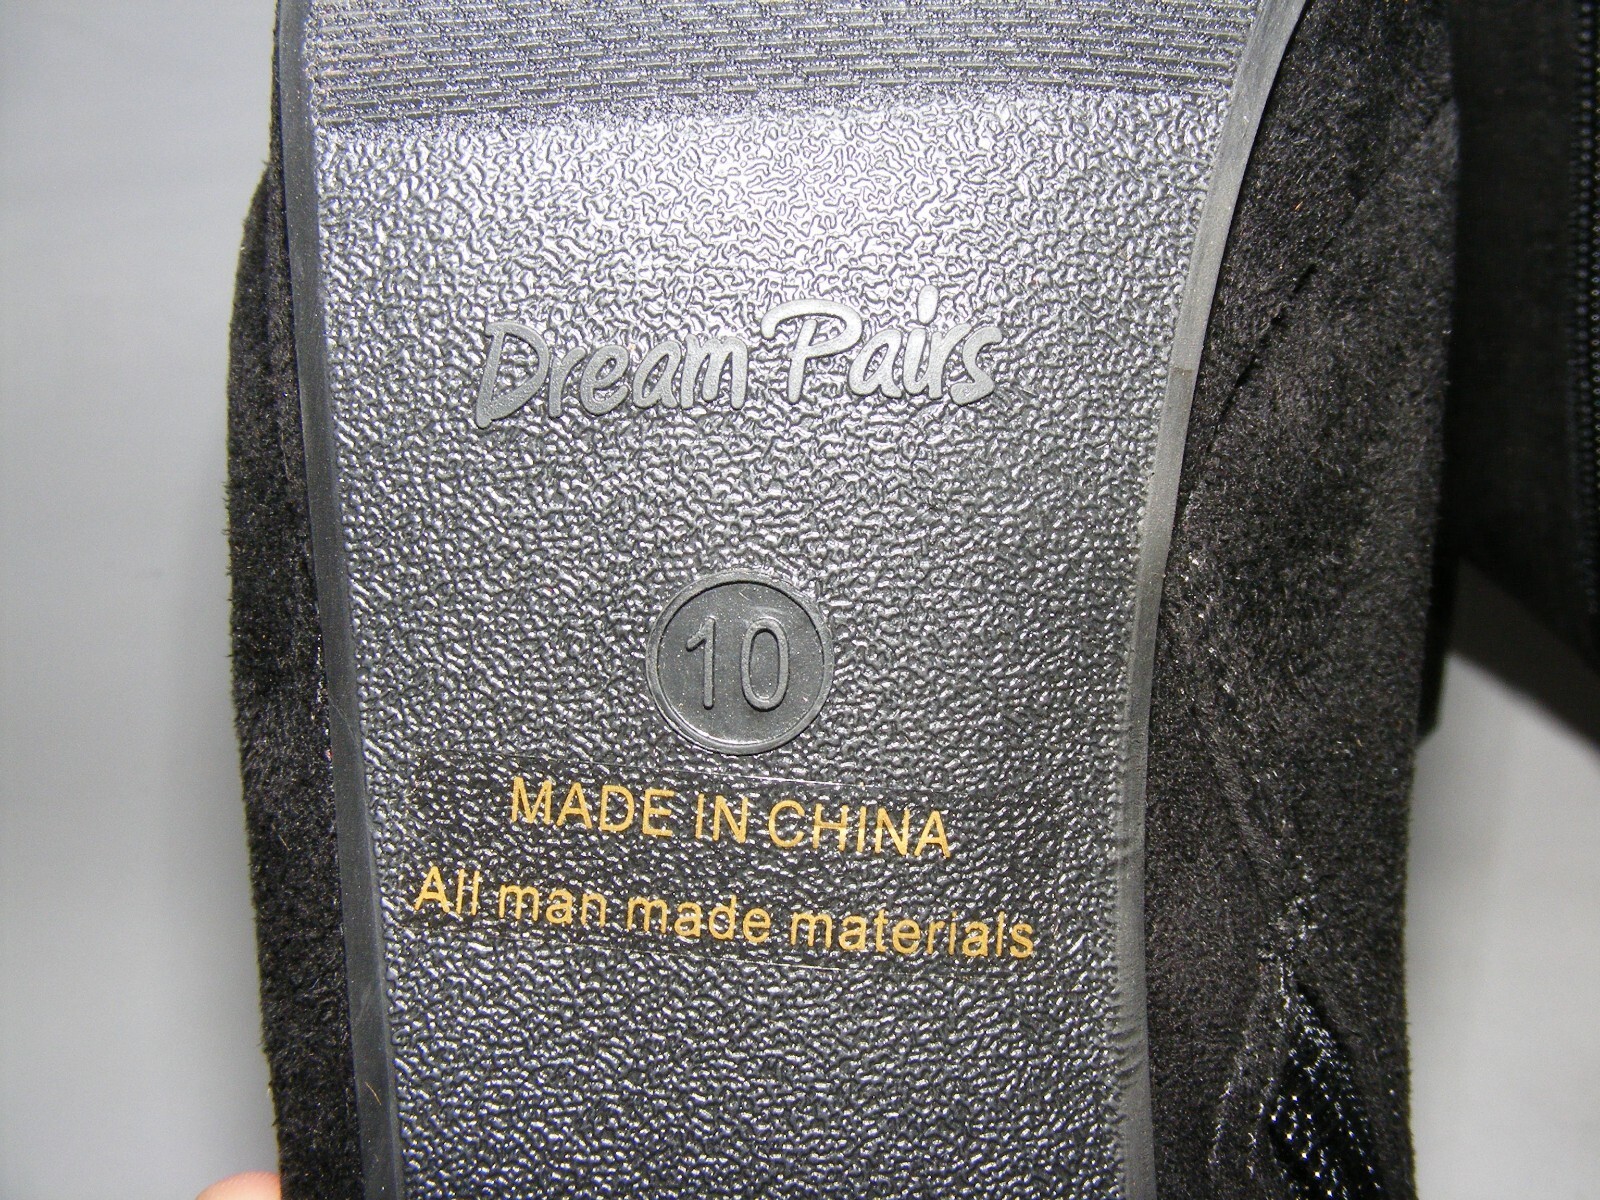 Dream Pairs
10
MADE IN CHINA
All man made materials